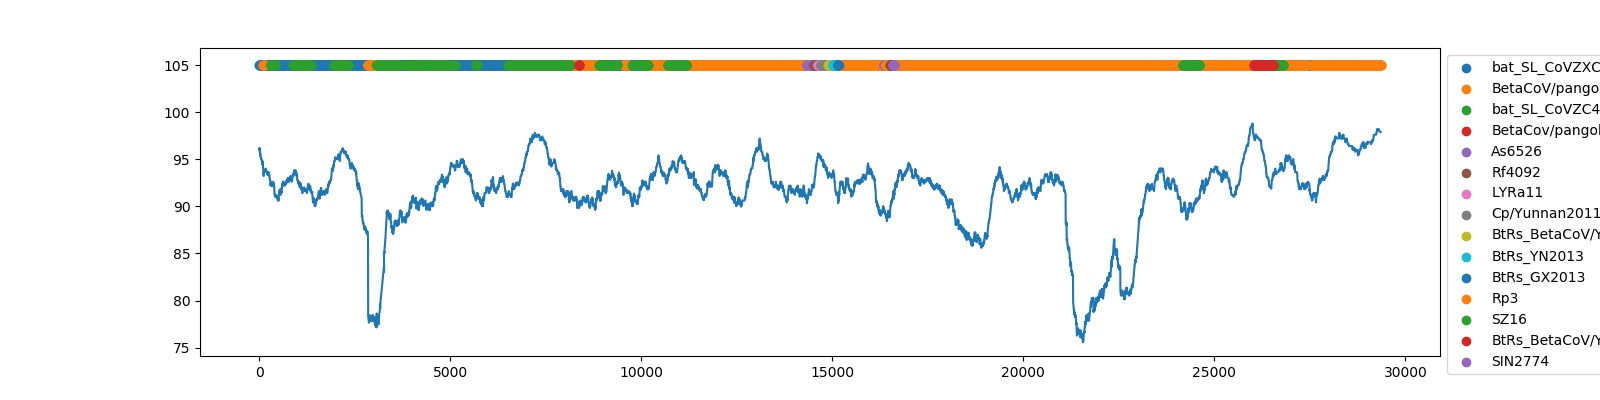 105
100
95
90
85
80
75
0 5000 10000 15000 20000 25000 30000
bat_SL_CoVZXC
BetaCoV/pango
bat_SL_CoVZC4
BetaCov/pangol
As6526
Rf4092
LYRa11
Cp/Yunnan2011
BtRs_BetaCoV/Y
BtRs_YN2013
BtRs_GX2013
Rp3
SZ16
BtRs_BetaCoV/Y
SIN2774